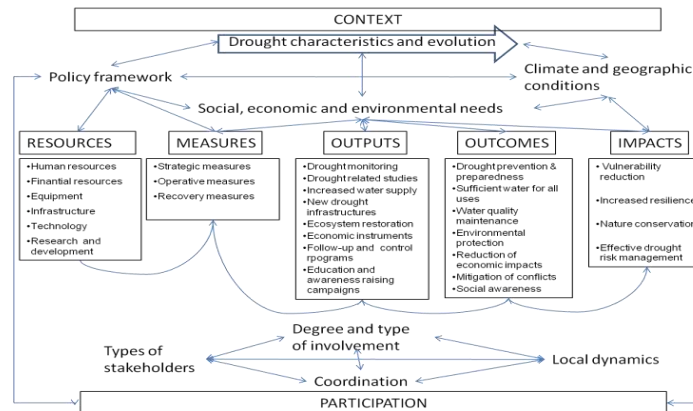 CONTEXT
Drought characteristics and evolution
Policy framework
Climate and geographic
conditions
Social, economic and environmental needs
RESOURCES
•Human resources
•Finantial resources
•Equipment
•Infrastructure
•Technology
•Research and
development
MEASURES
•Strategic measures
•Operative measures
•Recovery measures
OUTPUTS
•Drought monitoring
•Drought related studies
•Increased water supply
•New drought
infrastructures
•Ecosystem restoration
•Economic instruments
•Follow-up and control
rpograms
•Education and
awareness raising
campaigns
OUTCOMES
•Drought prevention &
preparedness
•Sufficient water for all
uses
•Water quality
maintenance
•Environmental
protection
•Reduction of
economic impacts
•Mitigation of conflicts
•Social awareness
IMPACTS
• Vulnerability
reduction
•Increased resilience
•Nature conservation
•Effective drought
risk management
Degree and type
of involvement
Types of
stakeholders
Local dynamics
Coordination
PARTICIPATION